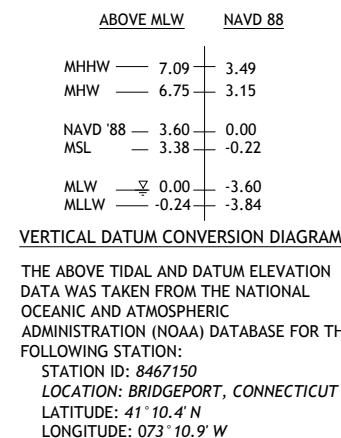 ABOVE MLW NAVD 88
MHHW 7.09 3.49
MHW 6.75 3.15
NAVD '88 3.60 0.00
MSL 3.38 -0.22
MLW 0.00 -3.60
MLLW -0.24 -3.84
VERTICAL DATUM CONVERSION DIAGRAM
THE ABOVE TIDAL AND DATUM ELEVATION
DATA WAS TAKEN FROM THE NATIONAL
OCEANIC AND ATMOSPHERIC
ADMINISTRATION (NOAA) DATABASE FOR TH
FOLLOWING STATION:
STATION ID: 8467150
LOCATION: BRIDGEPORT, CONNECTICUT
LATITUDE: 41°10.4' N
LONGITUDE: 073°10.9' W